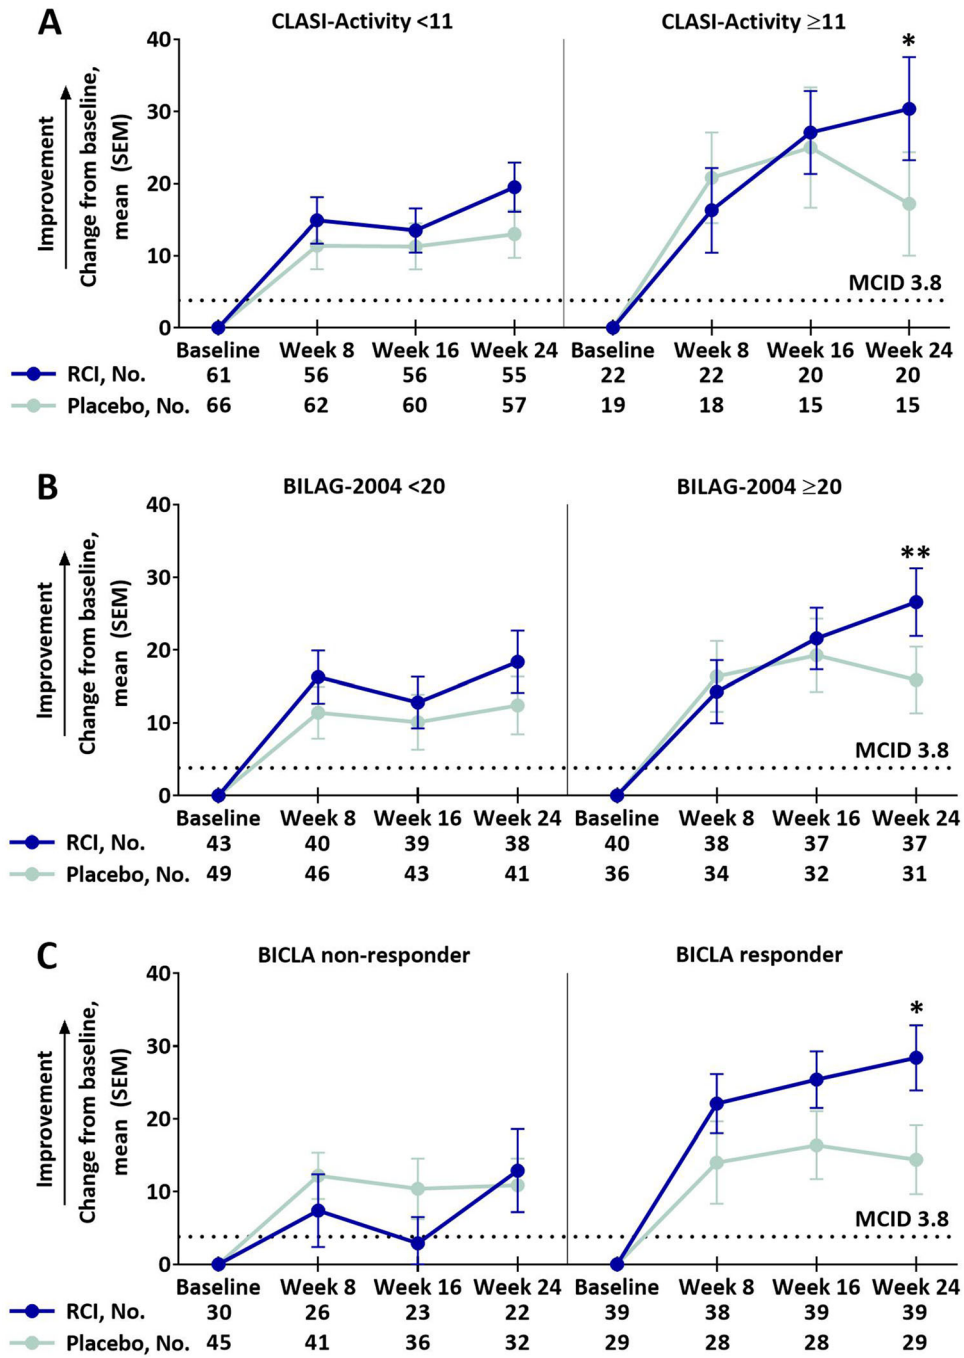 A
CLASI-Activity <11
CLASI-Activity ≥11
Improvement
Change from baseline,
mean (SEM)
40
30
20
10
0
*
MCID 3.8
Baseline Week 8 Week 16 Week 24 Baseline Week 8 Week 16 Week 24
RCI, No. 61 56 56 55 22 22 20 20
Placebo, No. 66 62 60 57 19 18 15 15
B
BILAG-2004 <20
BILAG-2004 ≥20
Improvement
Change from baseline,
mean (SEM)
40
30
20
10
0
**
MCID 3.8
Baseline Week 8 Week 16 Week 24 Baseline Week 8 Week 16 Week 24
RCI, No. 43 40 39 38 40 38 37 37
Placebo, No. 49 46 43 41 36 34 32 31
C
BICLA non-responder
BICLA responder
Improvement
Change from baseline,
mean (SEM)
40
30
20
10
0
*
MCID 3.8
Baseline Week 8 Week 16 Week 24 Baseline Week 8 Week 16 Week 24
RCI, No. 30 26 23 22 39 38 39 39
Placebo, No. 45 41 36 32 29 28 28 29